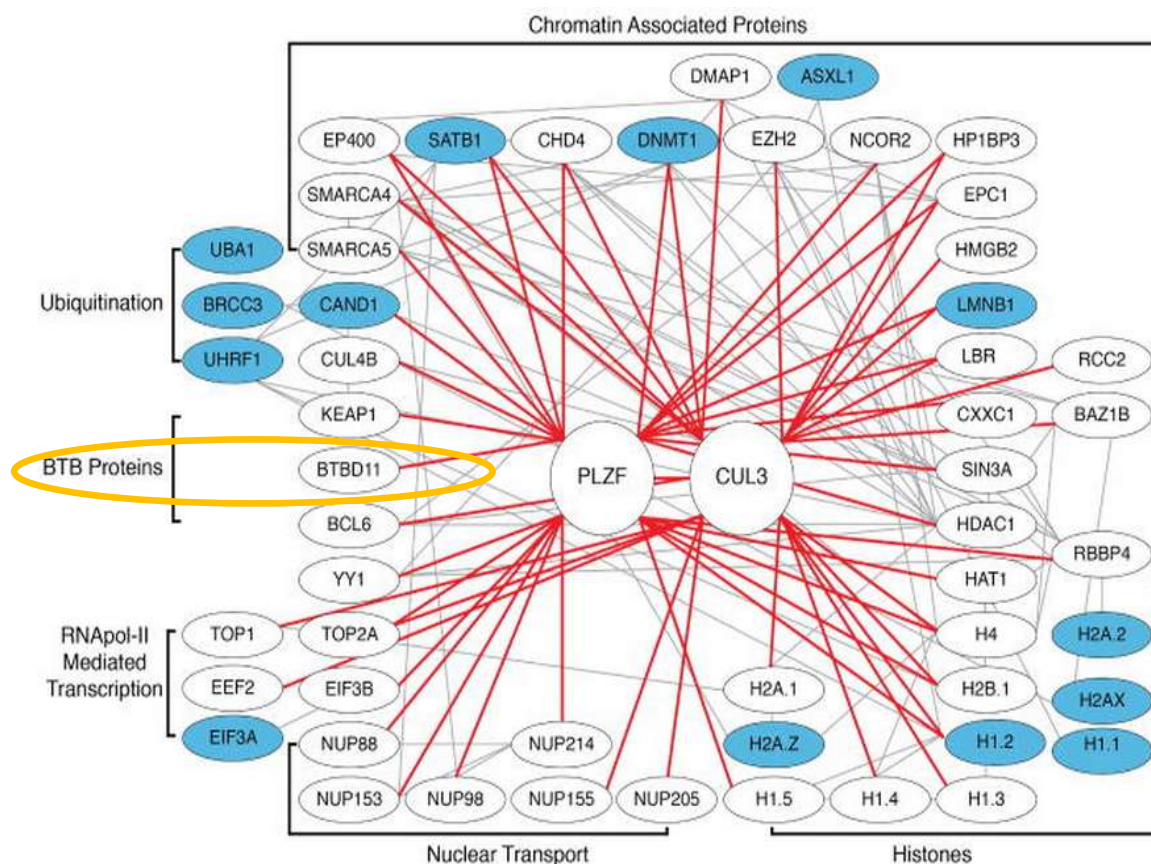 Chromatin Associated Proteins
DMAP1 ASXL1
EP400 SATB1 CHD4 DNMT1 EZH2 NCOR2 HP1BP3
SMARCA4 EPC1
UBA1 SMARCA5 HMGB2
Ubiquitination BRCC3 CAND1 LMNB1
UHRF1 CUL4B LBR RCC2
KEAP1 CXXC1 BAZ1B
BTB Proteins BTBD11 PLZF CUL3 SIN3A
BCL6 HDAC1
RBBP4
YY1 HAT1
RNApol-II
Mediated
Transcription
TOP1 TOP2A H4 H2A.2
EEF2 EIF3B H2A.1 H2B.1 H2AX
EIF3A NUP88 NUP214 H2A.Z H1.2 H1.1
NUP153 NUP98 NUP155 NUP205 H1.5 H1.4 H1.3
Nuclear Transport Histones